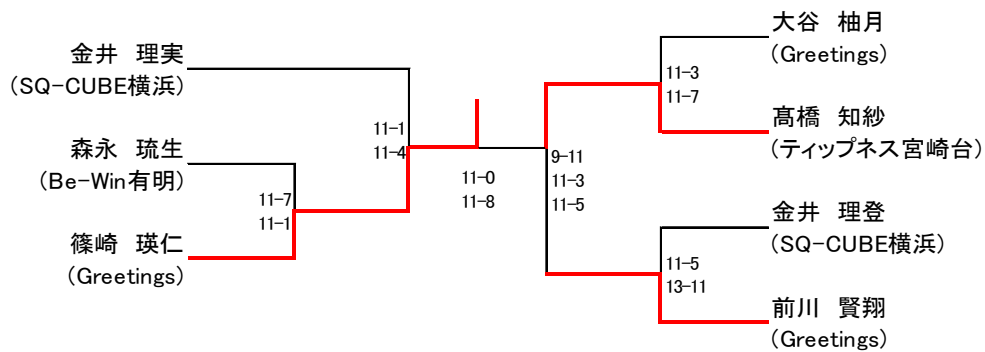 金井　理実
(SQ-CUBE横浜)
森永　琉生
(Be-Win有明)
篠崎　瑛仁
(Greetings)
11-7
11-1
11-1
11-4
11-0
11-8
9-11
11-3
11-5
11-3
11-7
11-5
13-11
大谷　柚月
(Greetings)
髙橋　知紗
(ティップネス宮崎台)
金井　理登
(SQ-CUBE横浜)
前川　賢翔
(Greetings)